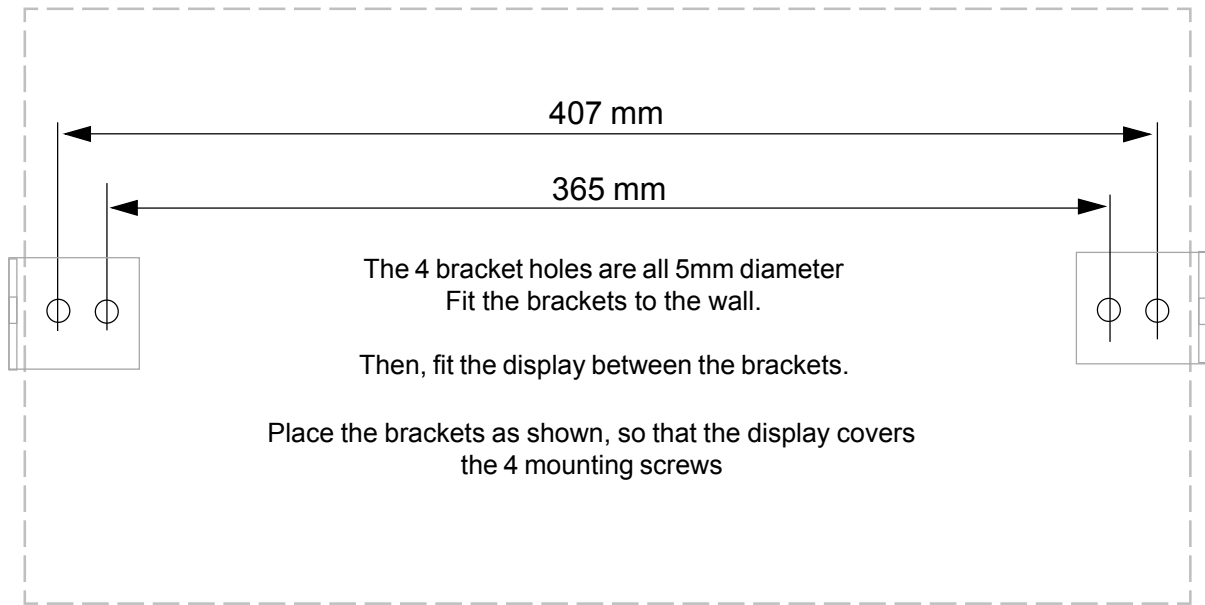 407 mm
365 mm
The 4 bracket holes are all 5mm diameter
Fit the brackets to the wall.
Then, fit the display between the brackets.
Place the brackets as shown, so that the display covers
the 4 mounting screws